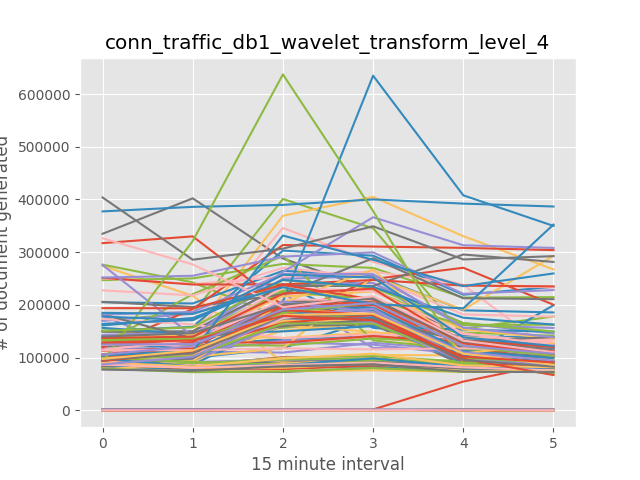 conn_traffic_db1_wavelet_transform_level_4
# of document generated
600000
500000
400000
300000
200000
100000
0
0 1 2 3 4 5
15 minute interval